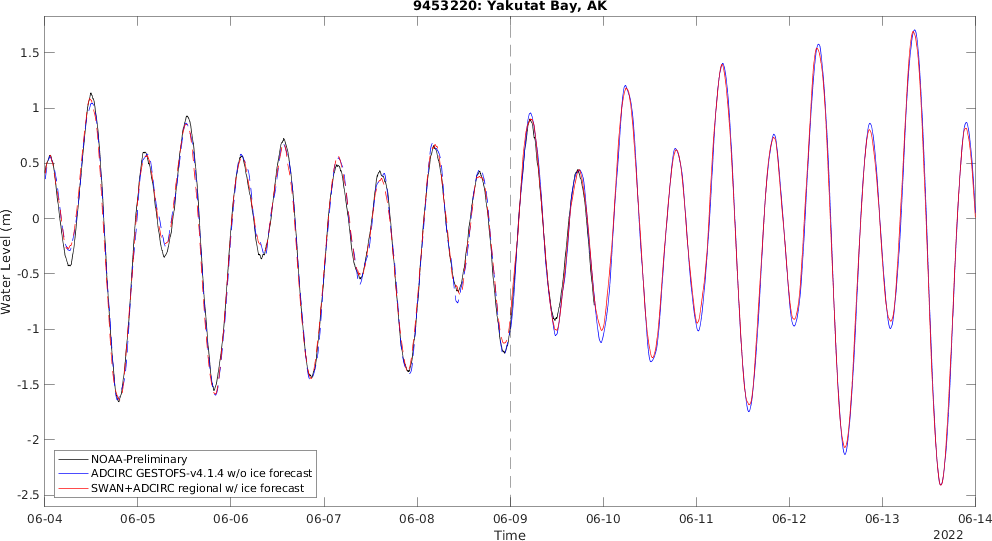 9453220: Yakutat Bay, AK
Water Level (m)
1.5
1
0.5
0
-0.5
-1
-1.5
-2
-2.5
NOAA-Preliminary
ADCIRC GESTOFS-v4.1.4 w/o ice forecast
SWAN+ADCIRC regional w/ ice forecast
06-04 06-05 06-06 06-07 06-08 06-09 06-10 06-11 06-12 06-13 06-14
Time
2022